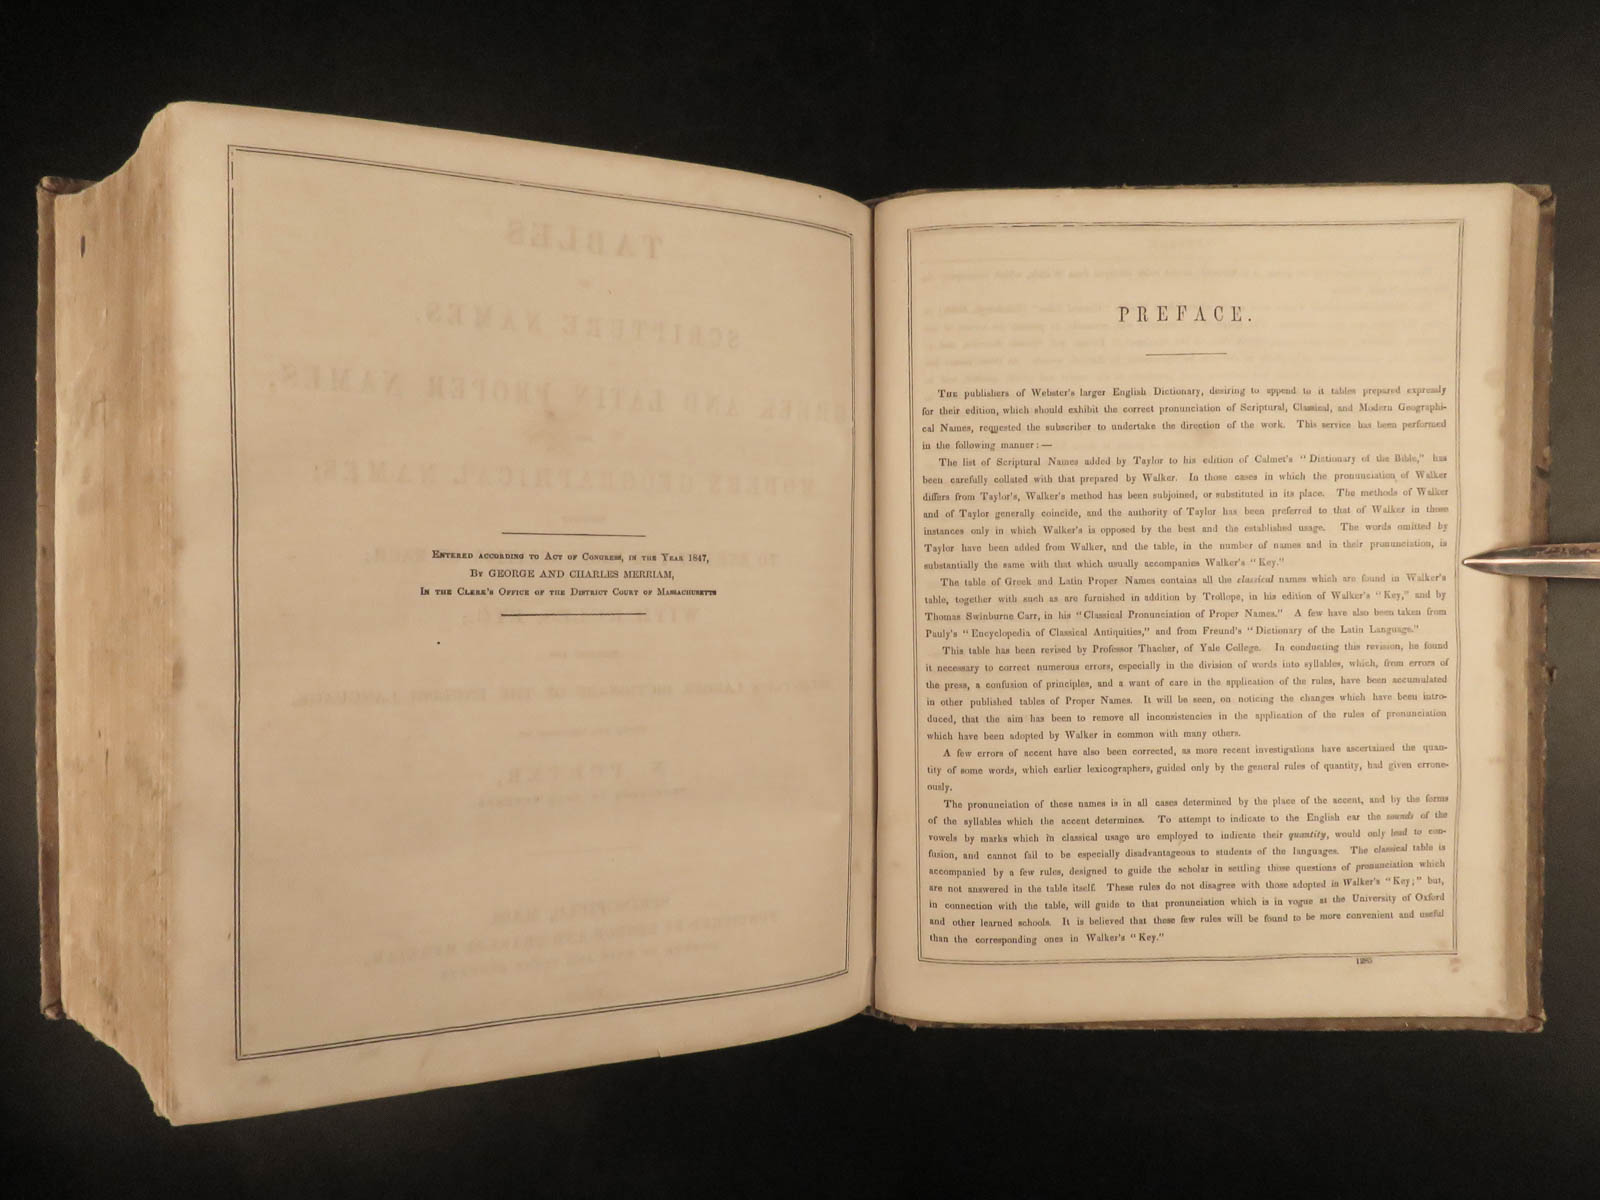 Entered according to Act of Congress, in the Year 1847,
By GEORGE AND CHARLES MERRIAM,
In the Clerk's Office of the District Court of Massachusetts
PREFACE.
The publishers of Webster's larger English Dictionary, desiring to append to it tables prepared expressly
for their edition, which should exhibit the correct pronunciation of Scriptural, Classical, and Modern Geographi-
cal Names, requested the subscriber to undertake the direction of the work. This service has been performed
in the following manner: —
The list of Scriptural Names added by Taylor to his edition of Calmet's "Dictionary of the Bible," has
been carefully collated with that prepared by Walker. In those cases in which the pronunciation of Walker
differs from Taylor's, Walker's method has been subjoined, or substituted in its place. The methods of Walker
and of Taylor generally coincide, and the authority of Taylor has been preferred to that of Walker in those
instances only in which Walker's is opposed by the best and the established usage. The words omitted by
Taylor have been added from Walker, and the table, in the number of names and in their pronunciation, is
substantially the same with that which usually accompanies Walker's "Key."
The table of Greek and Latin Proper Names contains all the classical names which are found in Walker's
table, together with such as are furnished in addition by Trollope, in his edition of Walker's "Key," and by
Thomas Swinburne Carr, in his "Classical Pronunciation of Proper Names." A few have also been taken from
Pauly's "Encyclopedia of Classical Antiquities," and from Freund's "Dictionary of the Latin Language."
This table has been revised by Professor Thacher, of Yale College. In conducting this revision, he found
it necessary to correct numerous errors, especially in the division of words into syllables, which, from errors of
the press, a confusion of principles, and a want of care in the application of the rules, have been accumulated
in other published tables of Proper Names. It will be seen, on noticing the changes which have been intro-
duced, that the aim has been to remove all inconsistencies in the application of the rules of pronunciation
which have been adopted by Walker in common with many others.
A few errors of accent have also been corrected, as more recent investigations have ascertained the quan-
tity of some words, which earlier lexicographers, guided only by the general rules of quantity, had given errone-
ously.
The pronunciation of these names is in all cases determined by the place of the accent, and by the forms
of the syllables which the accent determines. To attempt to indicate to the English ear the sounds of the
vowels by marks which in classical usage are employed to indicate their quantity, would only lead to con-
fusion, and cannot fail to be especially disadvantageous to students of the languages. The classical table is
accompanied by a few rules, designed to guide the scholar in settling those questions of pronunciation which
are not answered in the table itself. These rules do not disagree with those adopted in Walker's "Key;" but,
in connection with the table, will guide to that pronunciation which is in vogue at the University of Oxford
and other learned schools. It is believed that these few rules will be found to be more convenient and useful
than the corresponding ones in Walker's "Key."
1285